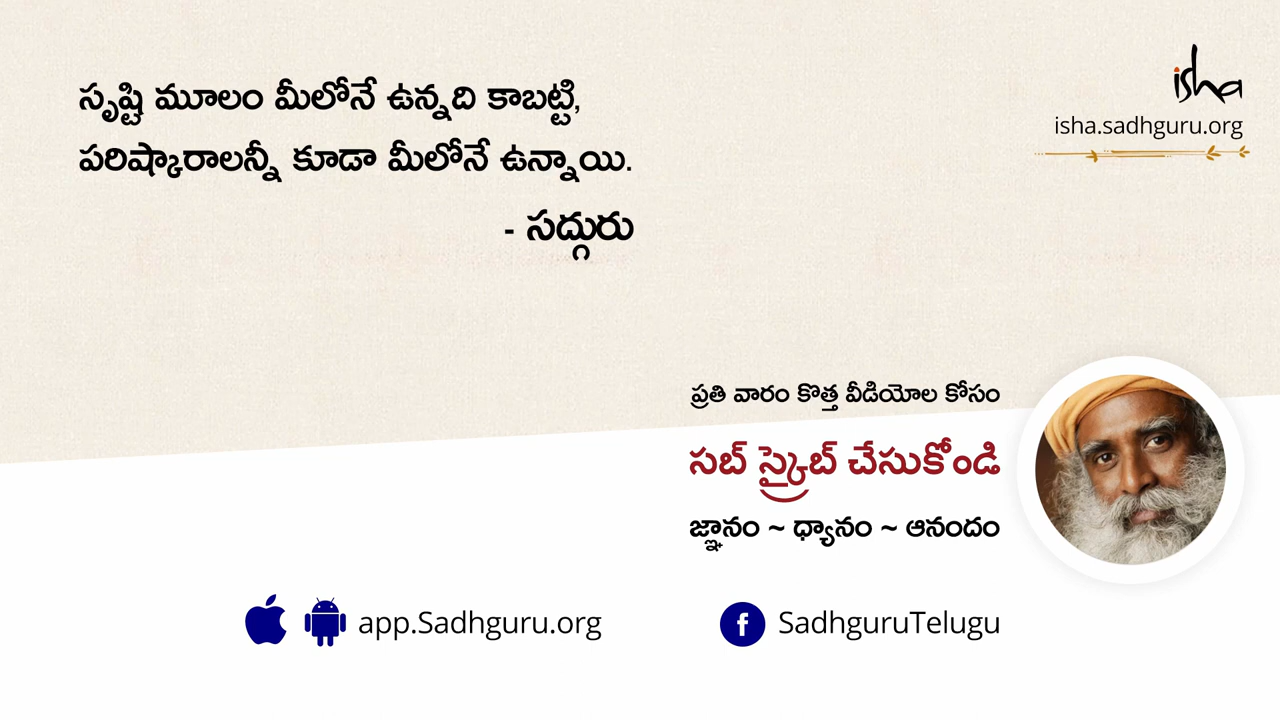 సృష్టి మూలం మీలోనే ఉన్నది కాబట్టి,
పరిష్కారాలన్నీ కూడా మీలోనే ఉన్నాయి.
- సద్గురు
isha
isha.sadhguru.org
ప్రతి వారం కొత్త వీడియోల కోసం
సబ్ స్క్రైబ్ చేసుకోండి
జ్ఞానం ~ ధ్యానం ~ ఆనందం
app.Sadhguru.org
SadhguruTelugu